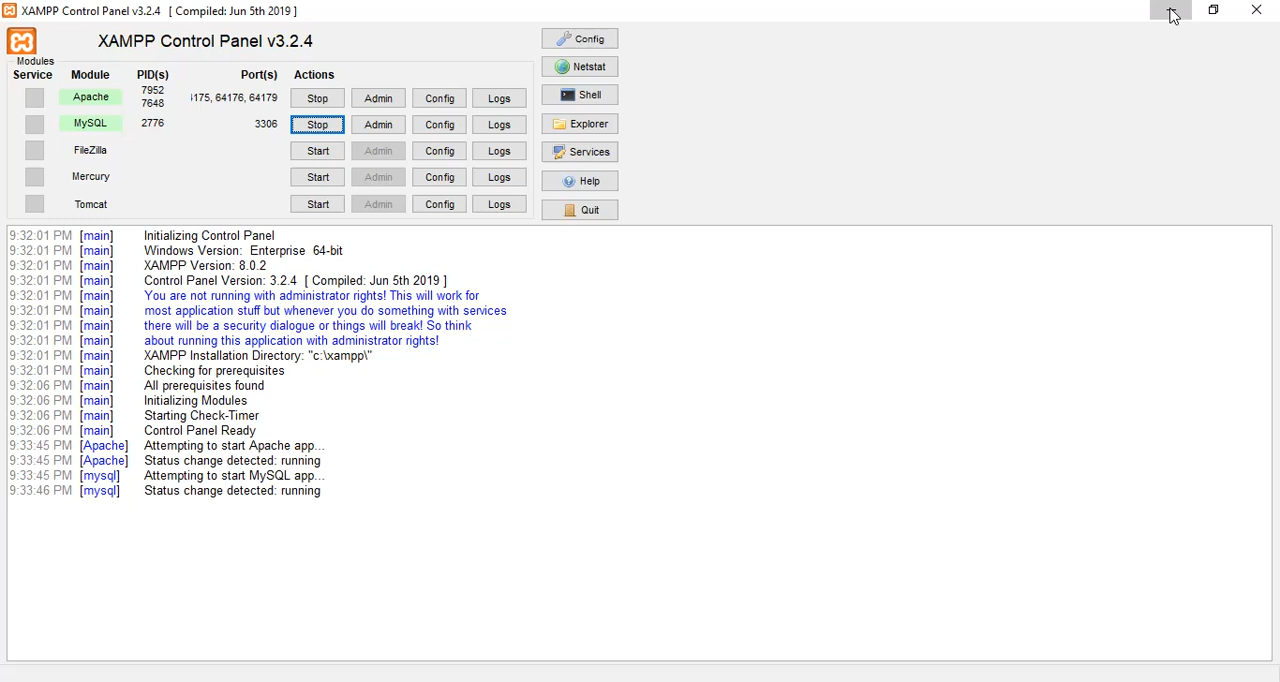 XAMPP Control Panel v3.2.4 [ Compiled: Jun 5th 2019 ]
XAMPP Control Panel v3.2.4
Modules
Service Module PID(s) Port(s) Actions
Apache 7952 7648 64176, 64179 Stop Admin Config Logs
MySQL 2776 3306 Stop Admin Config Logs
FileZilla Start Admin Config Logs
Mercury Start Admin Config Logs
Tomcat Start Admin Config Logs
Config
Netstat
Shell
Explorer
Services
Help
Quit
9:32:01 PM [main] Initializing Control Panel
9:32:01 PM [main] Windows Version: Enterprise 64-bit
9:32:01 PM [main] XAMPP Version: 8.0.2
9:32:01 PM [main] Control Panel Version: 3.2.4 [ Compiled: Jun 5th 2019 ]
9:32:01 PM [main] You are not running with administrator rights! This will work for
9:32:01 PM [main] most application stuff but whenever you do something with services
9:32:01 PM [main] there will be a security dialogue or things will break! So think
9:32:01 PM [main] about running this application with administrator rights!
9:32:01 PM [main] XAMPP Installation Directory: "c:\xampp\"
9:32:01 PM [main] Checking for prerequisites
9:32:06 PM [main] All prerequisites found
9:32:06 PM [main] Initializing Modules
9:32:06 PM [main] Starting Check-Timer
9:32:06 PM [main] Control Panel Ready
9:33:45 PM [Apache] Attempting to start Apache app...
9:33:45 PM [Apache] Status change detected: running
9:33:45 PM [mysql] Attempting to start MySQL app...
9:33:46 PM [mysql] Status change detected: running